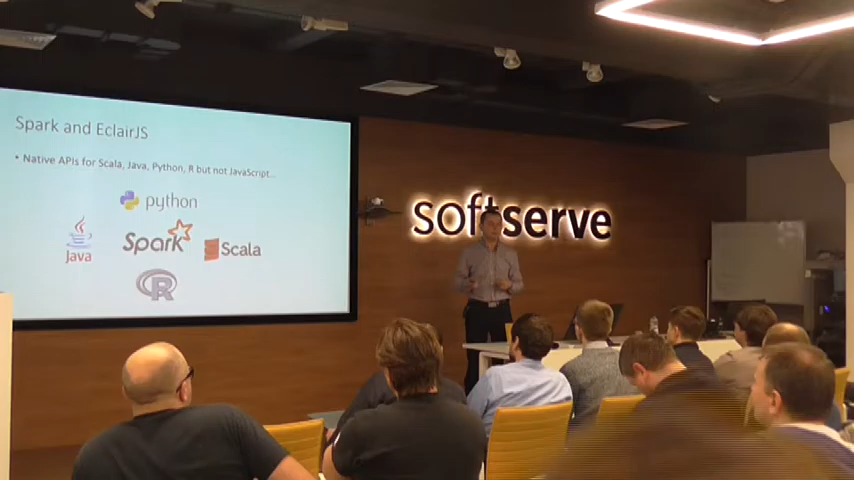 Spark and EclairJS
• Native APIs for Scala, Java, Python, R but not JavaScript...
python
Java
Spark
Scala
R
softserve